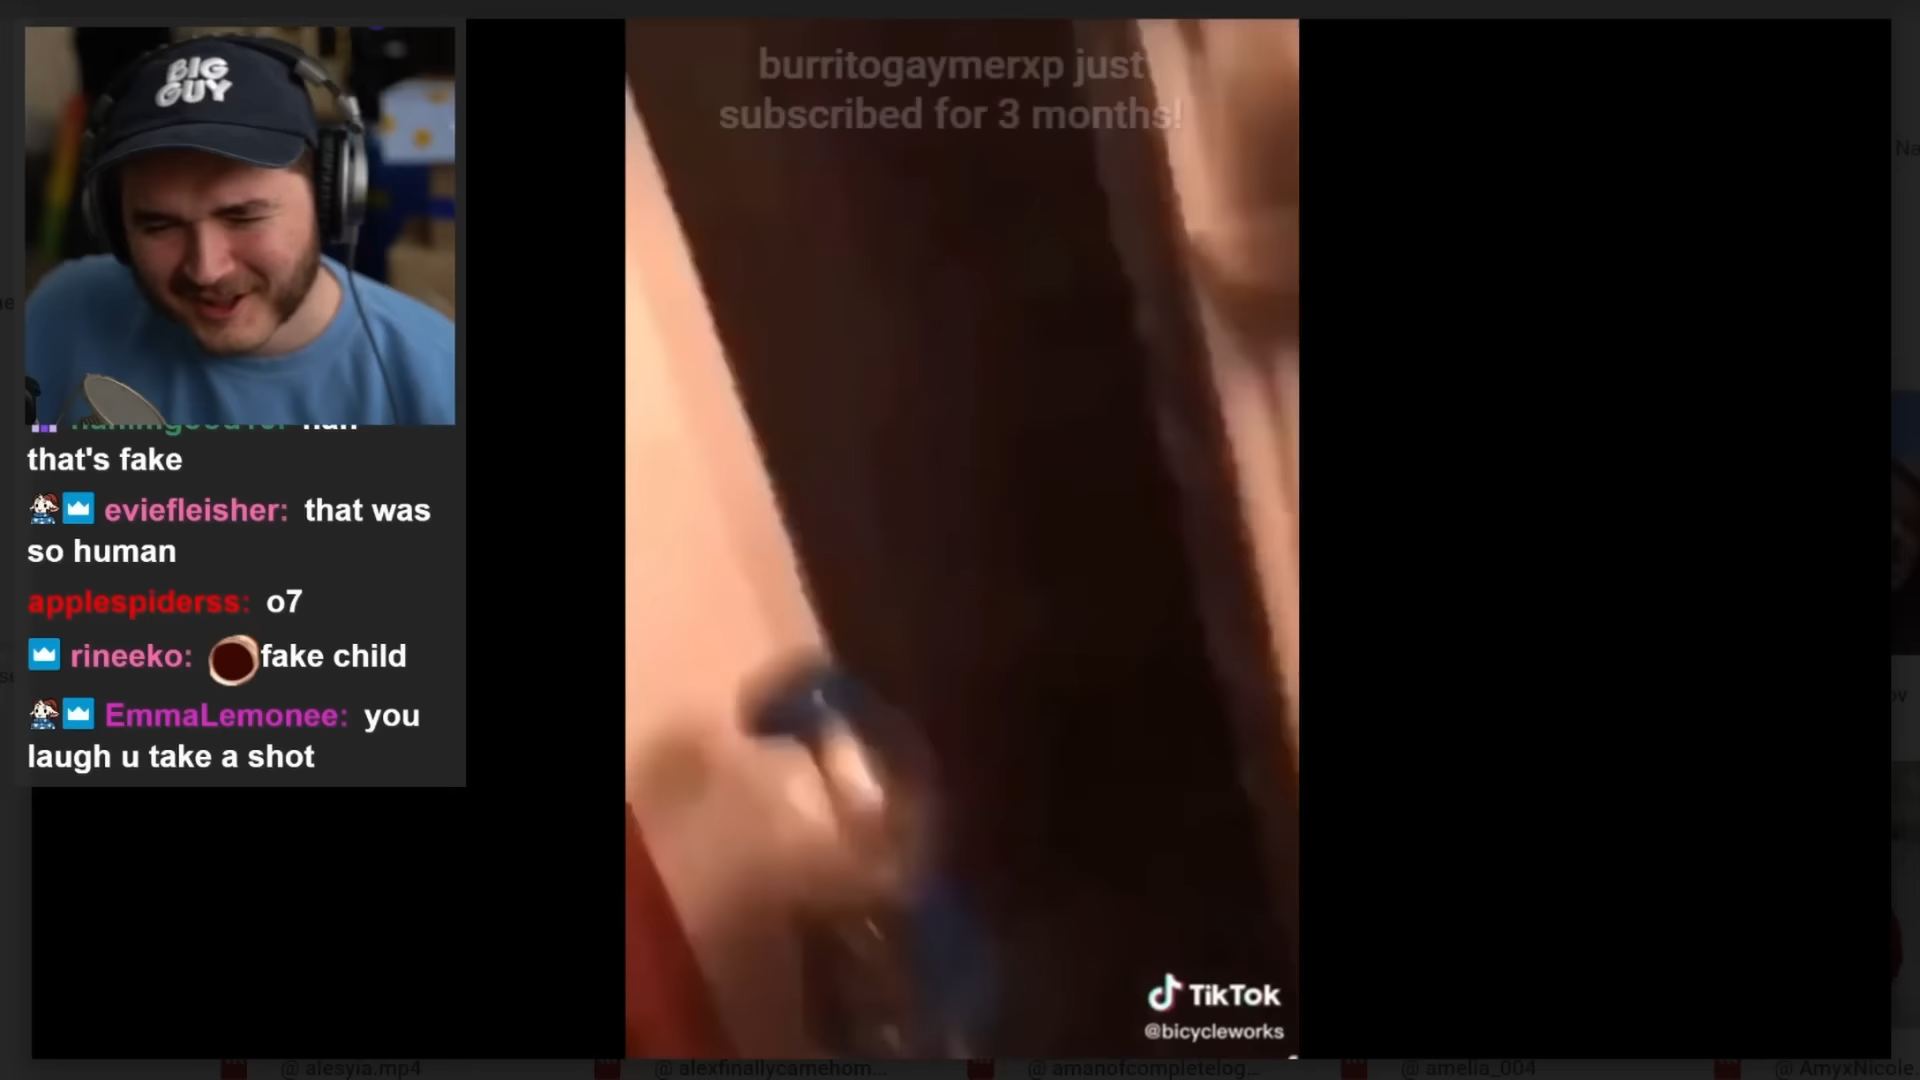 BIG
GUY
burritogaymerxp just
subscribed for 3 months!
that's fake
eviefleisher: that was
so human
applespiderss: o7
rineeko: fake child
EmmaLemonee: you
laugh u take a shot
TikTok
@bicycleworks
@ alesyia.mp4
@ alexfinallycamehom...
@ amanofcompletelog...
@ amelia_004
@ AmyxNicole.